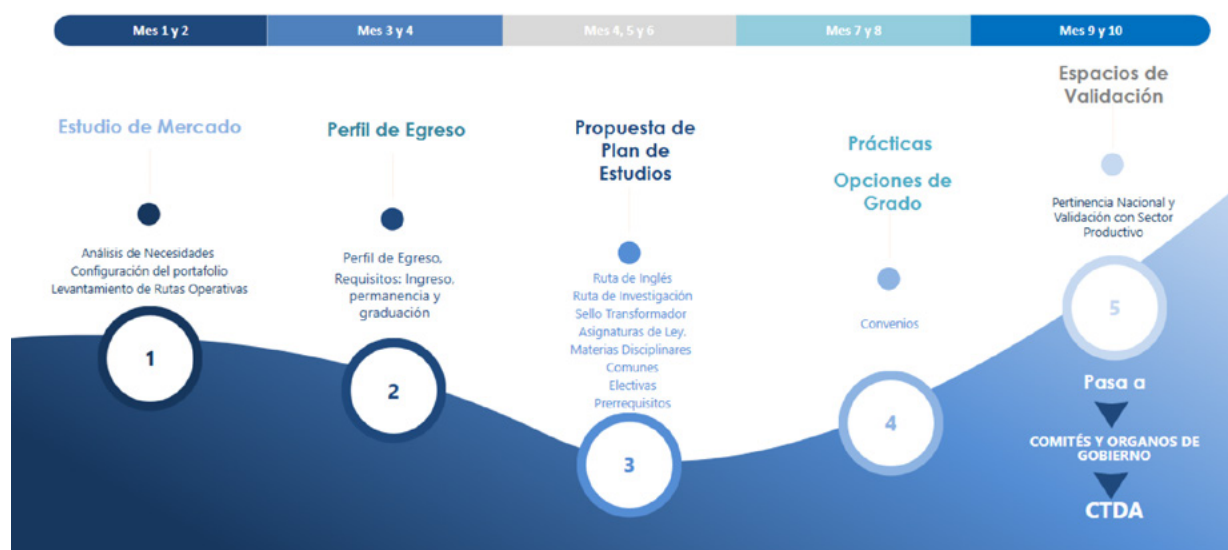 Mes 1 y 2
Mes 3 y 4
Mes 4, 5 y 6
Mes 7 y 8
Mes 9 y 10
Estudio de Mercado
Análisis de Necesidades
Configuración del portafolio
Levantamiento de Rutas Operativas
1
Perfil de Egreso
Perfil de Egreso,
Requisitos: Ingreso,
permanencia y
graduación
2
Propuesta de
Plan de
Estudios
Ruta de Inglés
Ruta de Investigación
Sello Transformador
Asignaturas de Ley.
Materias Disciplinares
Comunes
Electivas
Prerrequisitos
3
Prácticas
Opciones de
Grado
Convenios
4
Espacios de
Validación
Pertinencia Nacional y
Validación con Sector
Productivo
5
Pasa a
COMITÉS Y ORGANOS DE
GOBIERNO
CTDA